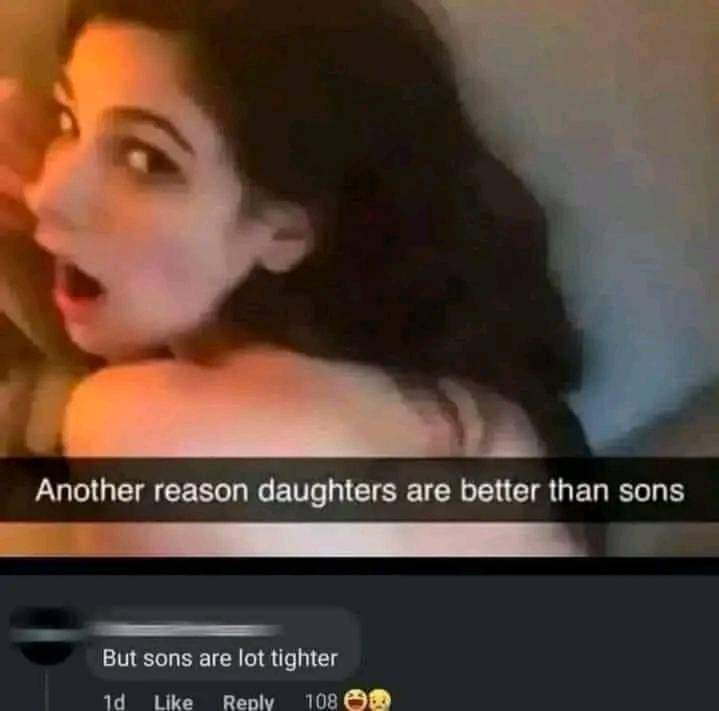 Another reason daughters are better than sons
But sons are lot tighter
1d Like Reply 108